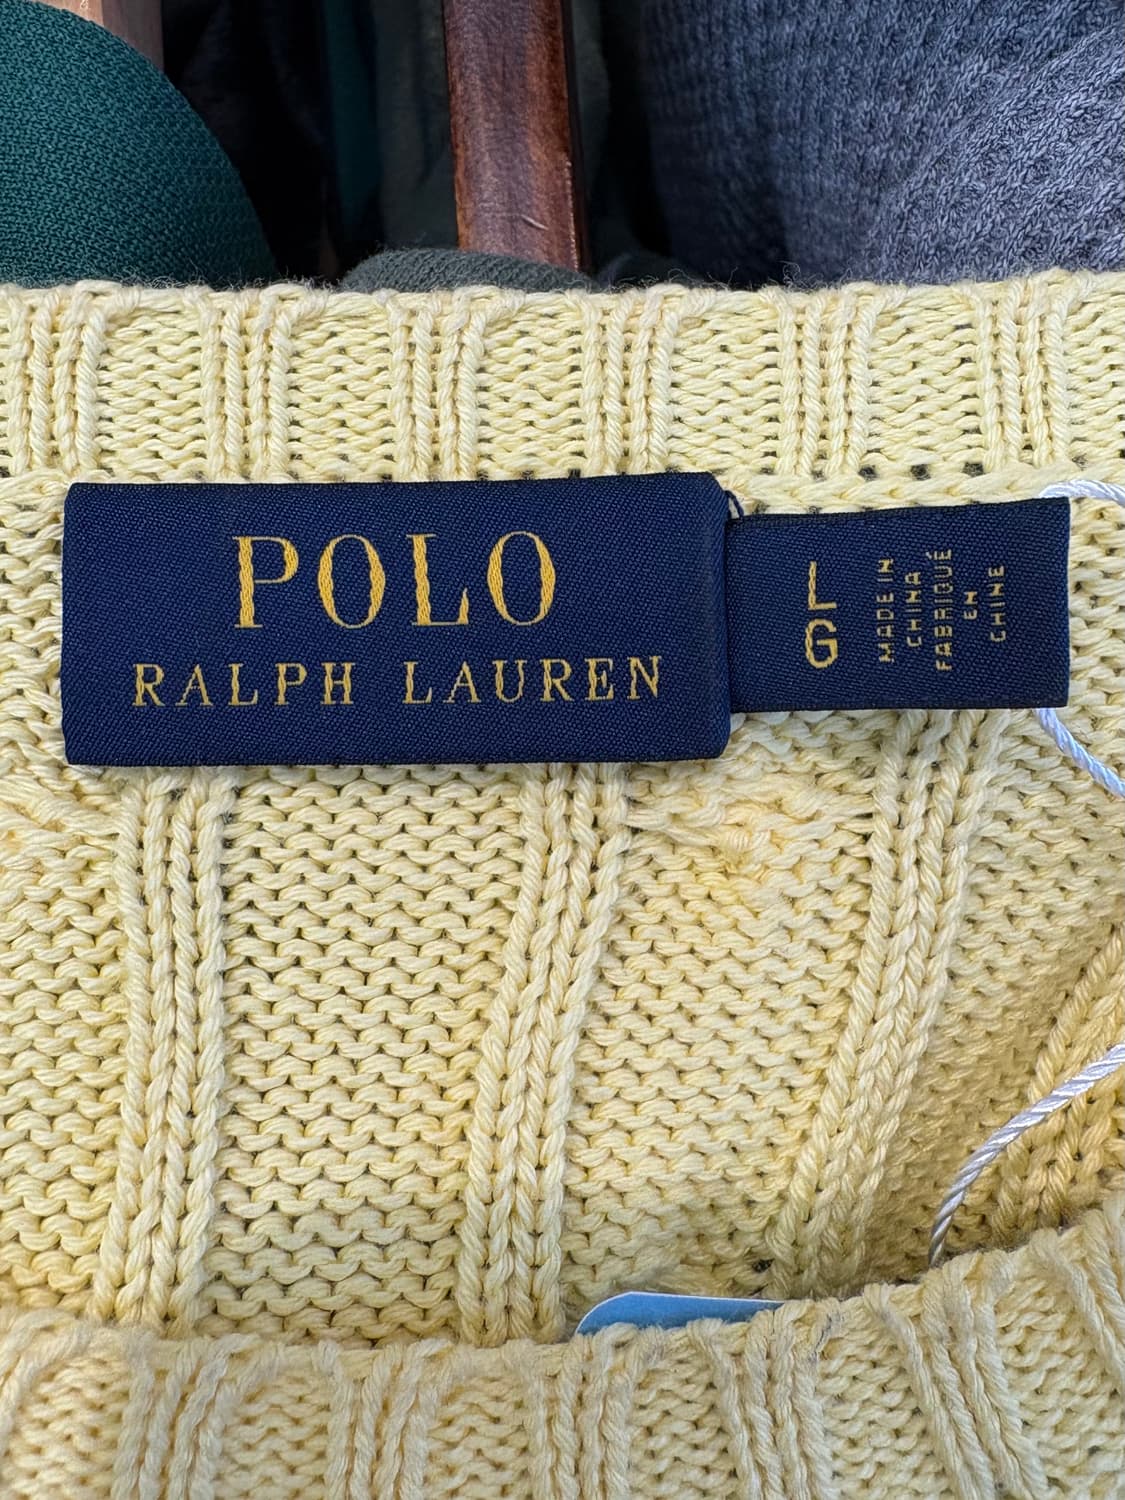 POLO
RALPH LAUREN
L
G
MADE IN
CHINA
FABRIQUÉ
EN
CHINE